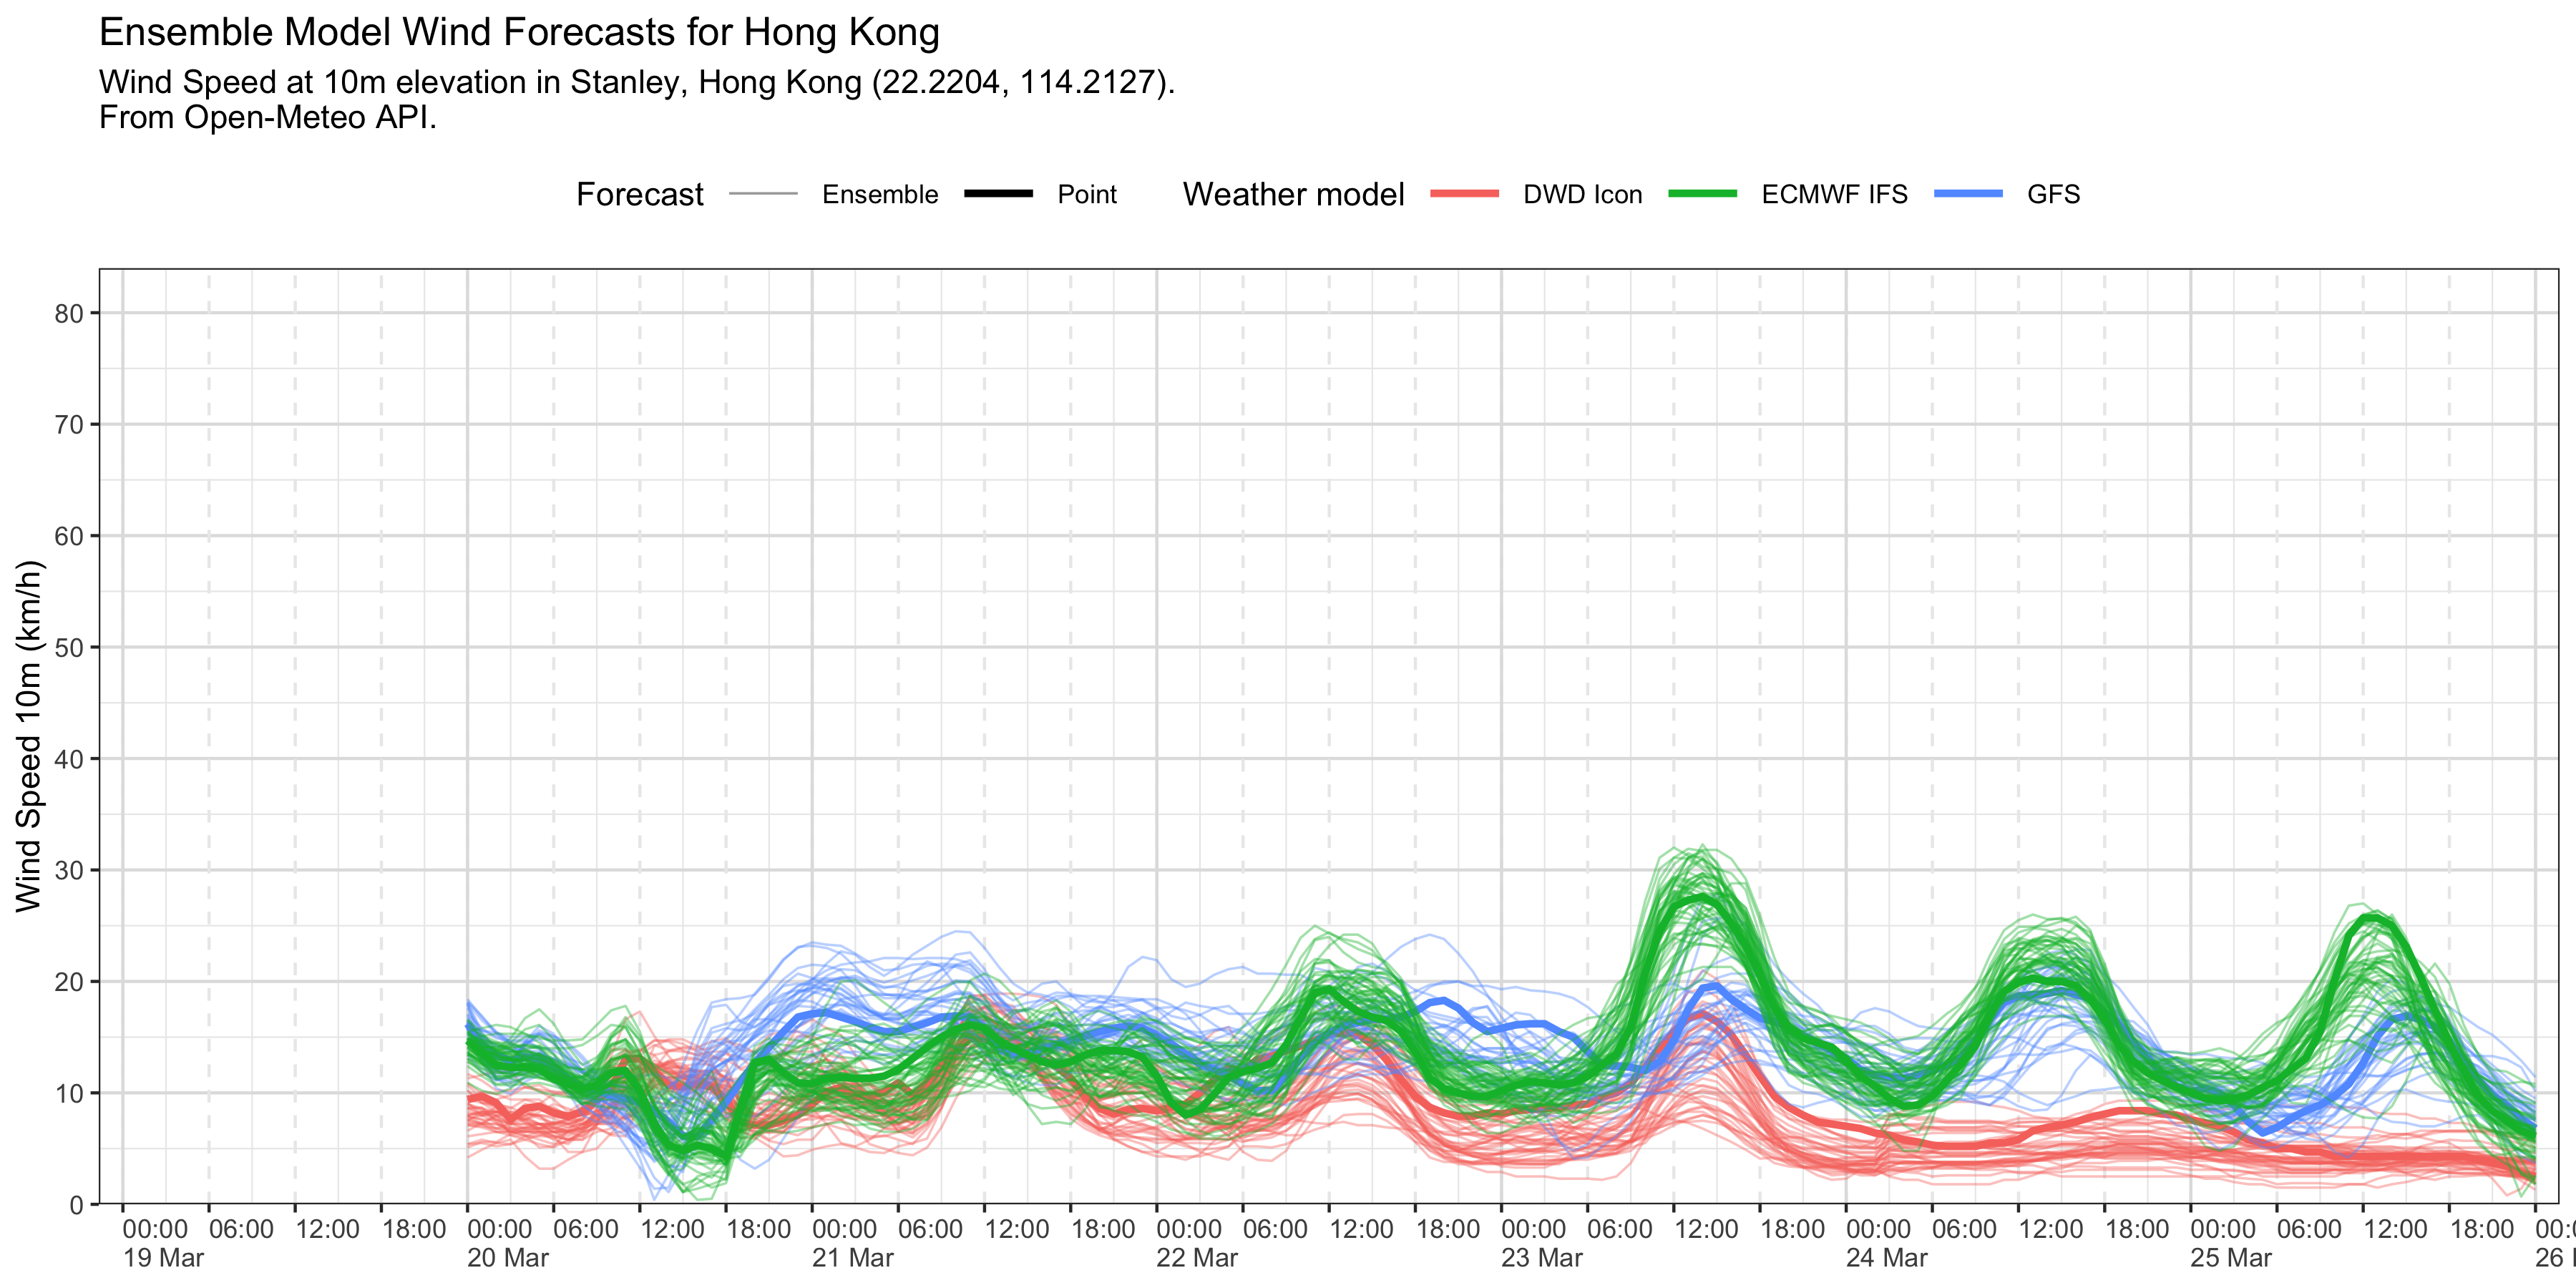 Ensemble Model Wind Forecasts for Hong Kong
Wind Speed at 10m elevation in Stanley, Hong Kong (22.2204, 114.2127).
From Open-Meteo API.
Forecast Ensemble Point Weather model DWD Icon ECMWF IFS GFS
Wind Speed 10m (km/h)
80
70
60
50
40
30
20
10
0
00:00 06:00 12:00 18:00 00:00 06:00 12:00 18:00 00:00 06:00 12:00 18:00 00:00 06:00 12:00 18:00 00:00 06:00 12:00 18:00 00:00 06:00 12:00 18:00 00:00 06:00 12:00 18:00 00:0
19 Mar 20 Mar 21 Mar 22 Mar 23 Mar 24 Mar 25 Mar 26